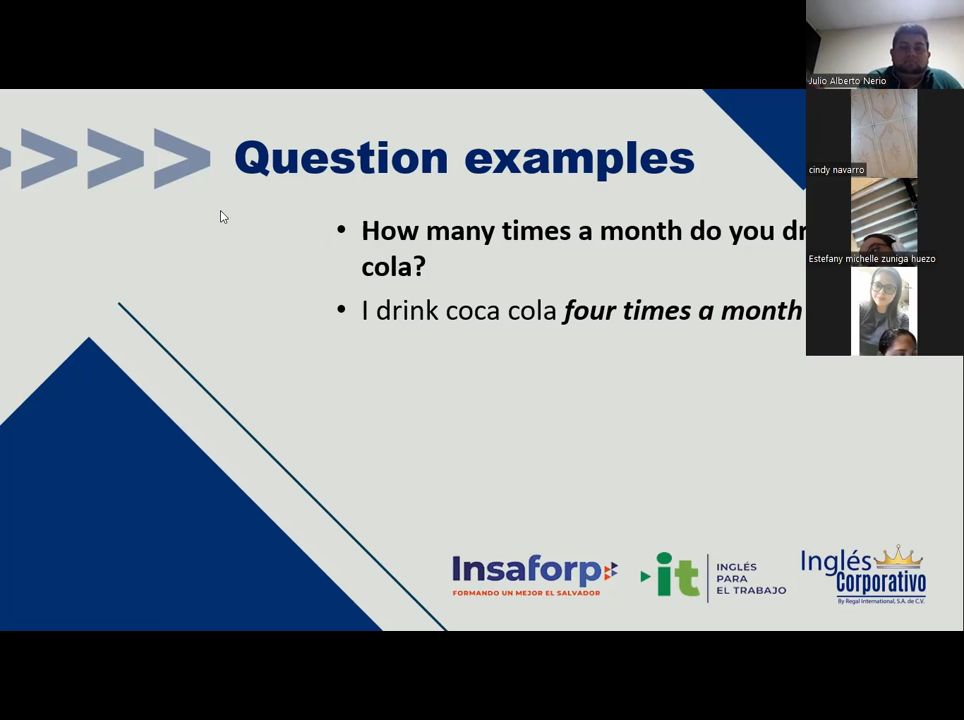 Julio Alberto Nerio
>>>> Question examples
cindy navarro
• How many times a month do you
cola?
Estefany michelle zuniga huezo
• I drink coca cola four times a month
Insaforp
FORMANDO UN MEJOR EL SALVADOR
it
INGLÉS
PARA
EL TRABAJO
Inglés
Corporativo
By Regal International, S.A. de C.V.